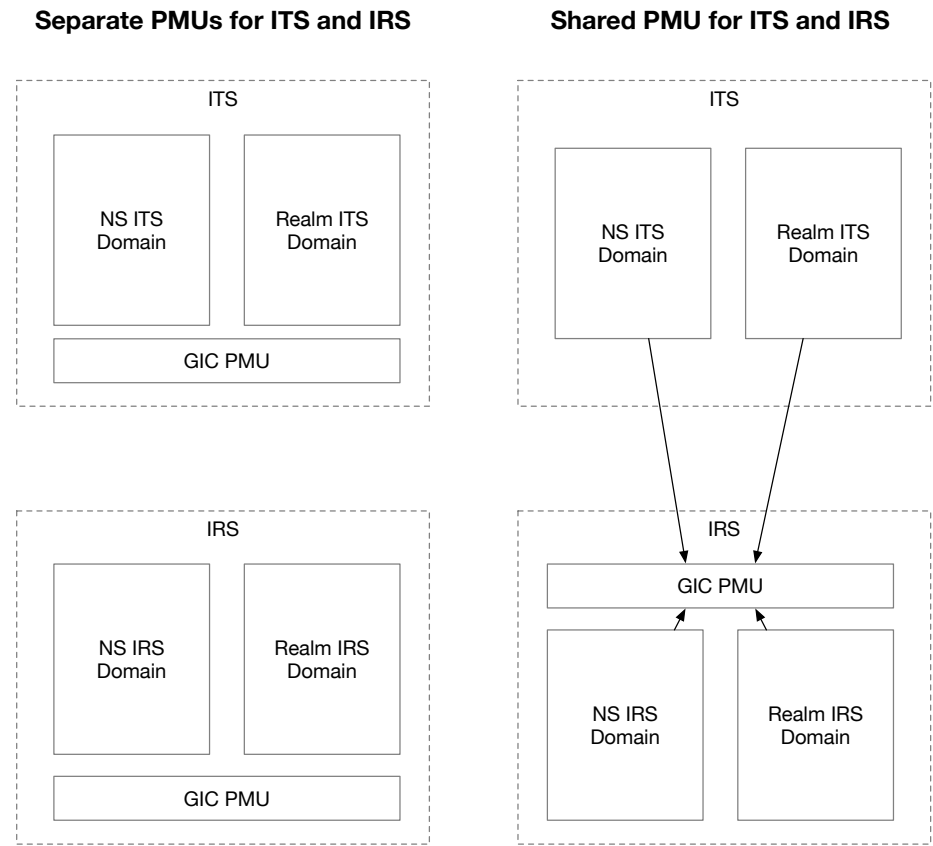 Separate PMUs for ITS and IRS
ITS
NS ITS
Domain
Realm ITS
Domain
GIC PMU
IRS
NS IRS
Domain
Realm IRS
Domain
GIC PMU
Shared PMU for ITS and IRS
ITS
NS ITS
Domain
Realm ITS
Domain
IRS
GIC PMU
NS IRS
Domain
Realm IRS
Domain